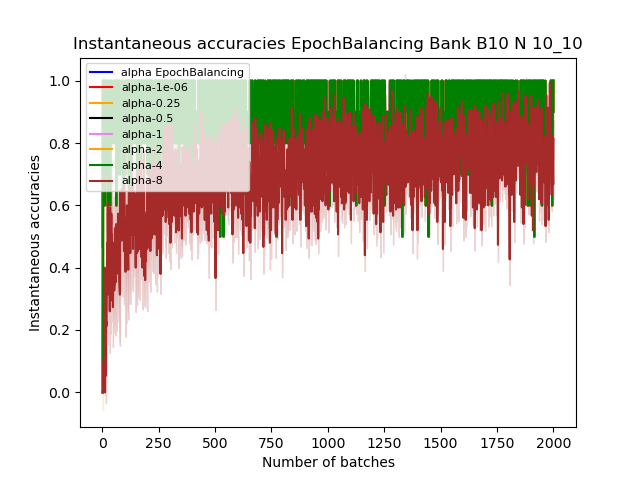 Instantaneous accuracies EpochBalancing Bank B10 N 10_10
alpha EpochBalancing
alpha-1e-06
alpha-0.25
alpha-0.5
alpha-1
alpha-2
alpha-4
alpha-8
1.0
0.8
0.6
0.4
0.2
0.0
Instantaneous accuracies
0 250 500 750 1000 1250 1500 1750 2000
Number of batches